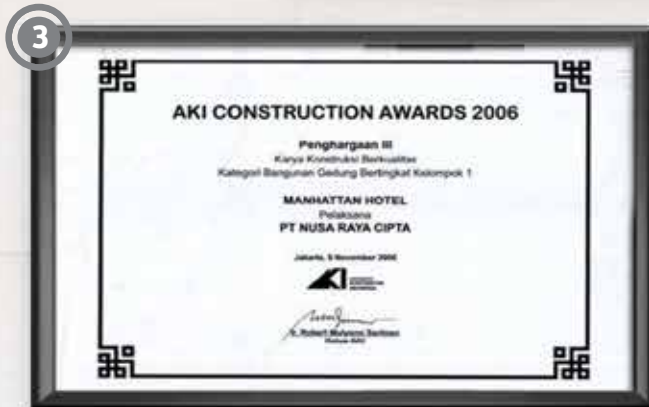 3
AKI CONSTRUCTION AWARDS 2006
Penghargaan III
Karya Konstruksi Berkualitas
Kategori Bangunan Gedung Bertingkat Kelompok 1
MANHATTAN HOTEL
Pelaksana
PT NUSA RAYA CIPTA
Jakarta, November 2006
AKI
Robert